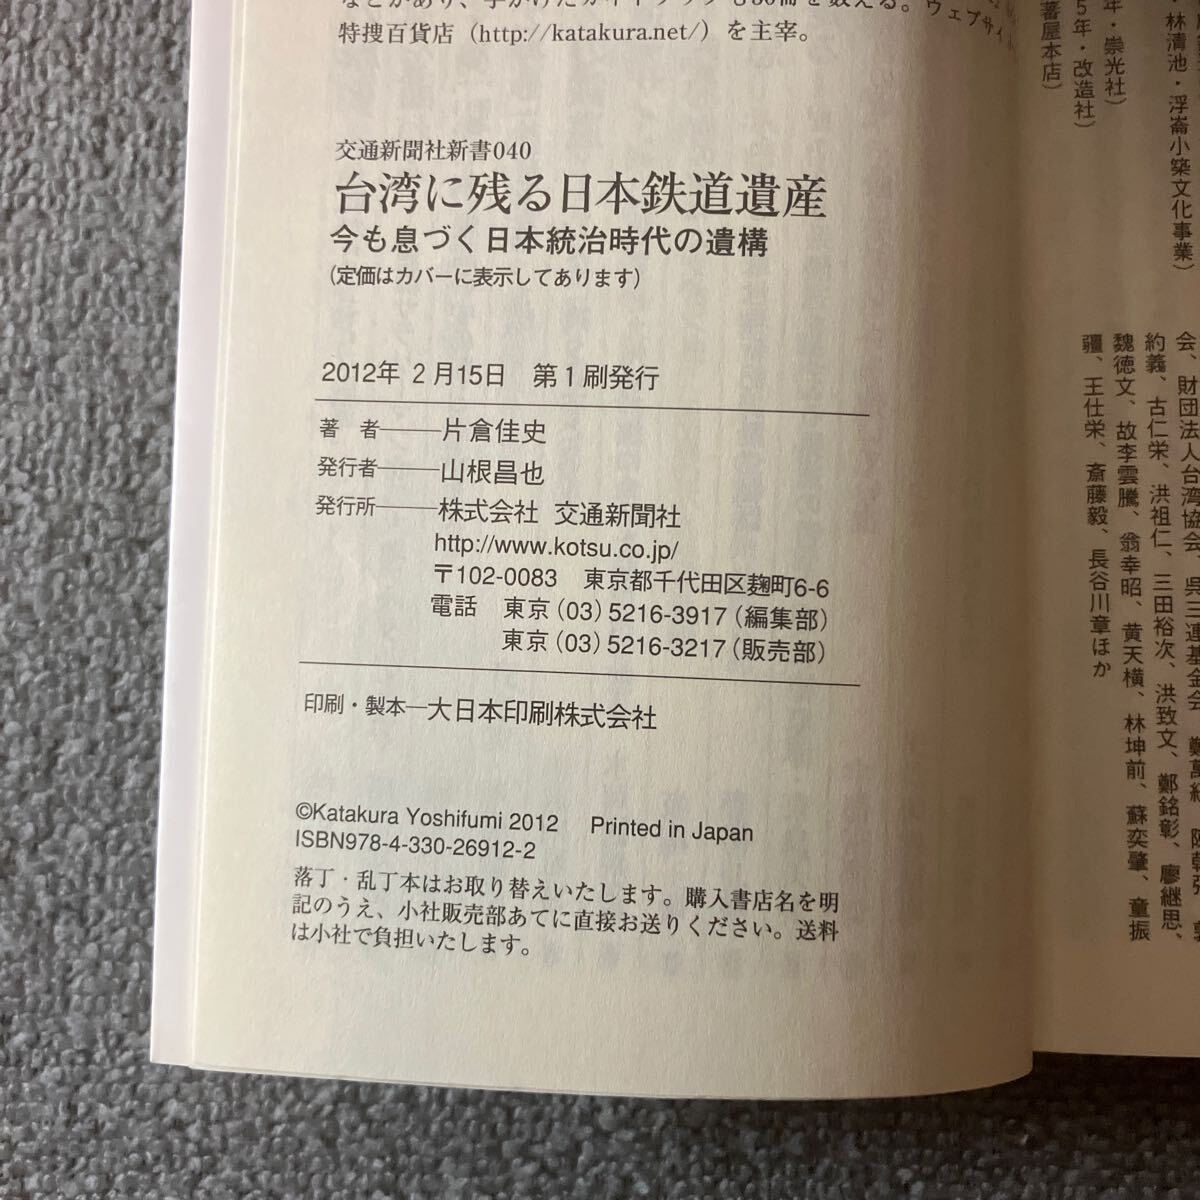 特捜百貨店（http://katakura.net/）を主宰。
交通新聞社新書040
台湾に残る日本鉄道遺産
今も息づく日本統治時代の遺構
（定価はカバーに表示してあります）
2012年 2月15日　第1刷発行
著　者――片倉佳史
発行者――山根昌也
発行所――株式会社 交通新聞社
http://www.kotsu.co.jp/
〒102-0083　東京都千代田区麹町6-6
電話　東京（03）5216-3917（編集部）
東京（03）5216-3217（販売部）
印刷・製本―大日本印刷株式会社
©Katakura Yoshifumi 2012　Printed in Japan
ISBN978-4-330-26912-2
落丁・乱丁本はお取り替えいたします。購入書店名を明
記のうえ、小社販売部あてに直接お送りください。送料
は小社で負担いたします。
・林清池・浮崙小築文化事業）
年・崇光社）
5年・改造社）
蕃屋本店）
会、財団法人台湾協会、呉三連基金会、
約義、古仁栄、洪祖仁、三田裕次、洪致文、鄭銘彰、廖継思、
魏徳文、故李雲騰、翁幸昭、黄天横、林坤前、蘇奕肇、童振
疆、王仕栄、斎藤毅、長谷川章ほか